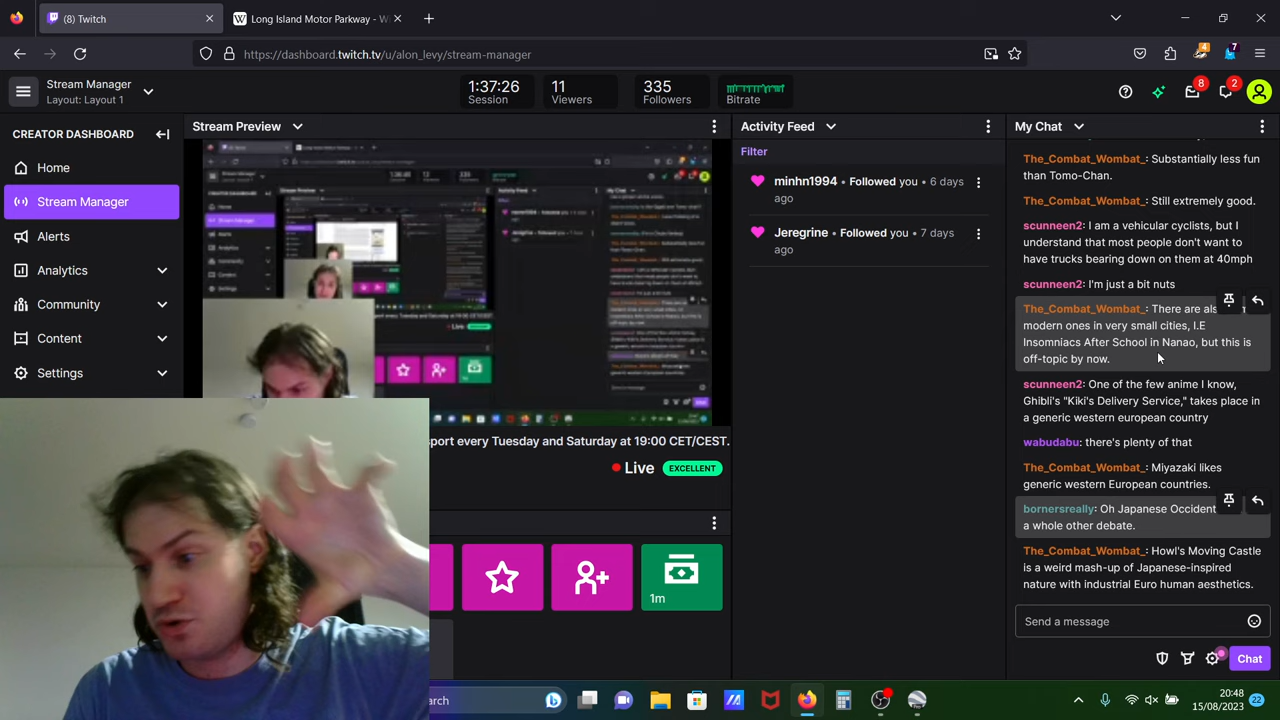 (8) Twitch
Long Island Motor Parkway - W
https://dashboard.twitch.tv/u/alon_levy/stream-manager
4
7
Stream Manager
Layout: Layout 1
1:37:26
Session
11
Viewers
335
Followers
Bitrate
8
2
CREATOR DASHBOARD
Home
Stream Manager
Alerts
Analytics
Community
Content
Settings
Stream Preview
sport every Tuesday and Saturday at 19:00 CET/CEST.
Live
EXCELLENT
1m
Activity Feed
Filter
minho1994 • Followed you • 6 days
ago
Jeregrine • Followed you • 7 days
ago
My Chat
The_Combat_Wombat_: Substantially less fun
than Tomo-Chan.
The_Combat_Wombat_: Still extremely good.
scunneen2: I am a vehicular cyclists, but I
understand that most people don't want to
have trucks bearing down on them at 40mph
scunneen2: I'm just a bit nuts
The_Combat_Wombat_: There are als
modern ones in very small cities, I.E
Insomniacs After School in Nanao, but this is
off-topic by now.
scunneen2: One of the few anime I know,
Ghibli's "Kiki's Delivery Service," takes place in
a generic western european country
wabudabu: there's plenty of that
The_Combat_Wombat_: Miyazaki likes
generic western European countries.
bornersreally: Oh Japanese Occident
a whole other debate.
The_Combat_Wombat_: Howl's Moving Castle
is a weird mash-up of Japanese-inspired
nature with industrial Euro human aesthetics.
Send a message
Chat
arch
20:48
15/08/2023
22